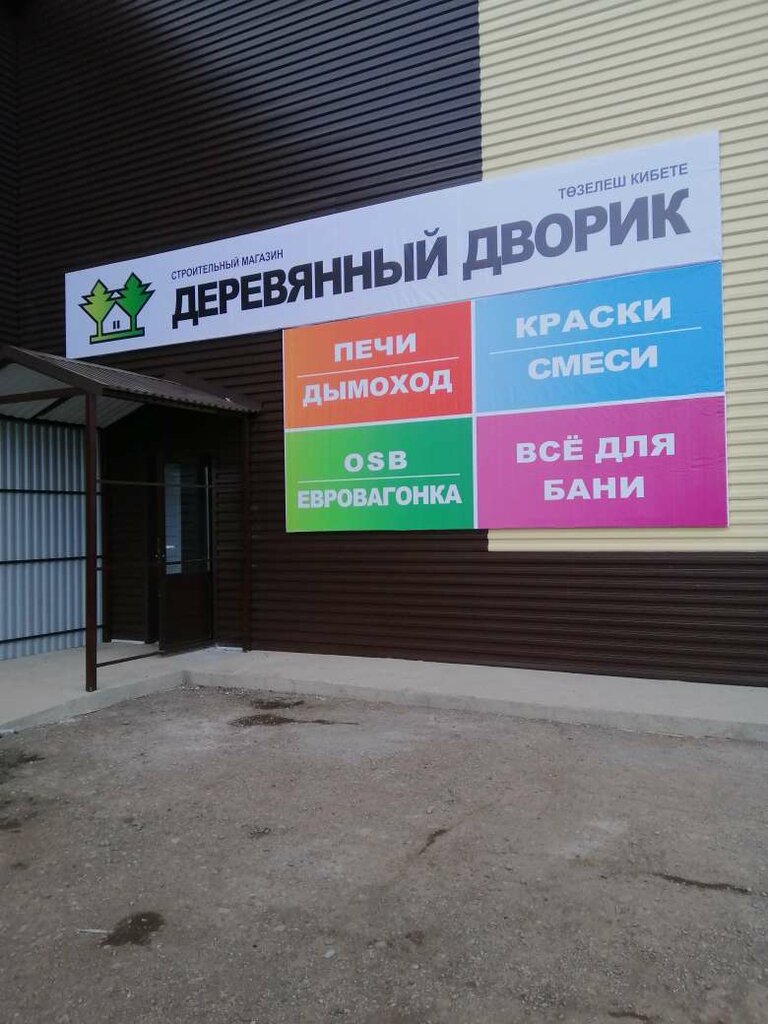 СТРОИТЕЛЬНЫЙ МАГАЗИН
ТӨЗЕЛЕШ КИБЕТЕ
ДЕРЕВЯННЫЙ ДВОРИК
ПЕЧИ
ДЫМОХОД
КРАСКИ
СМЕСИ
OSB
ЕВРОВАГОНКА
ВСЁ ДЛЯ
БАНИ